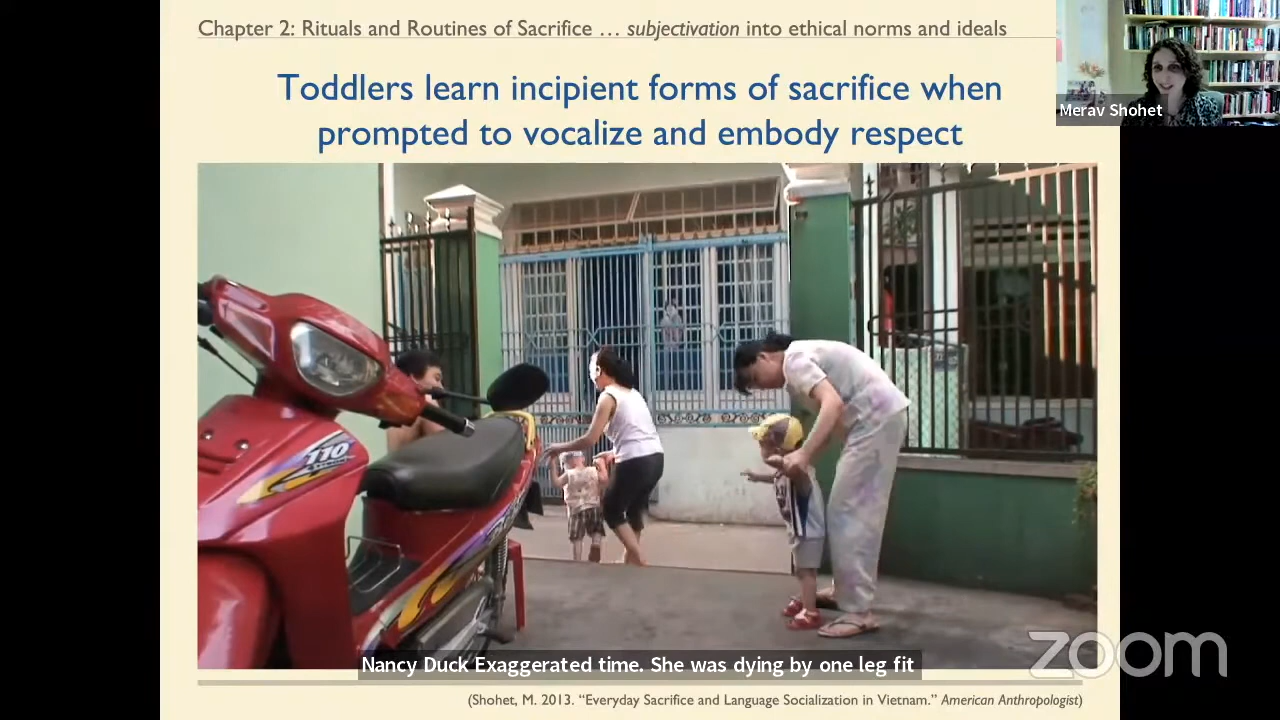 Chapter 2: Rituals and Routines of Sacrifice … subjectivation into ethical norms and ideals
Toddlers learn incipient forms of sacrifice when
prompted to vocalize and embody respect
Merav Shohet
110
zoom
Nancy Duck Exaggerated time. She was dying by one leg fit
(Shohet, M. 2013. “Everyday Sacrifice and Language Socialization in Vietnam.” American Anthropologist)